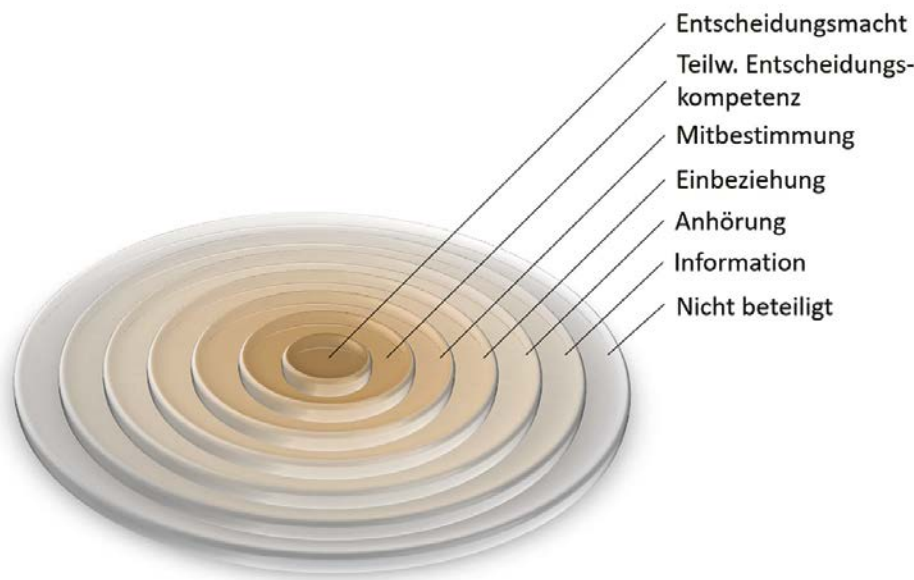 Entscheidungsmacht
Teilw. Entscheidungs-
kompetenz
Mitbestimmung
Einbeziehung
Anhörung
Information
Nicht beteiligt